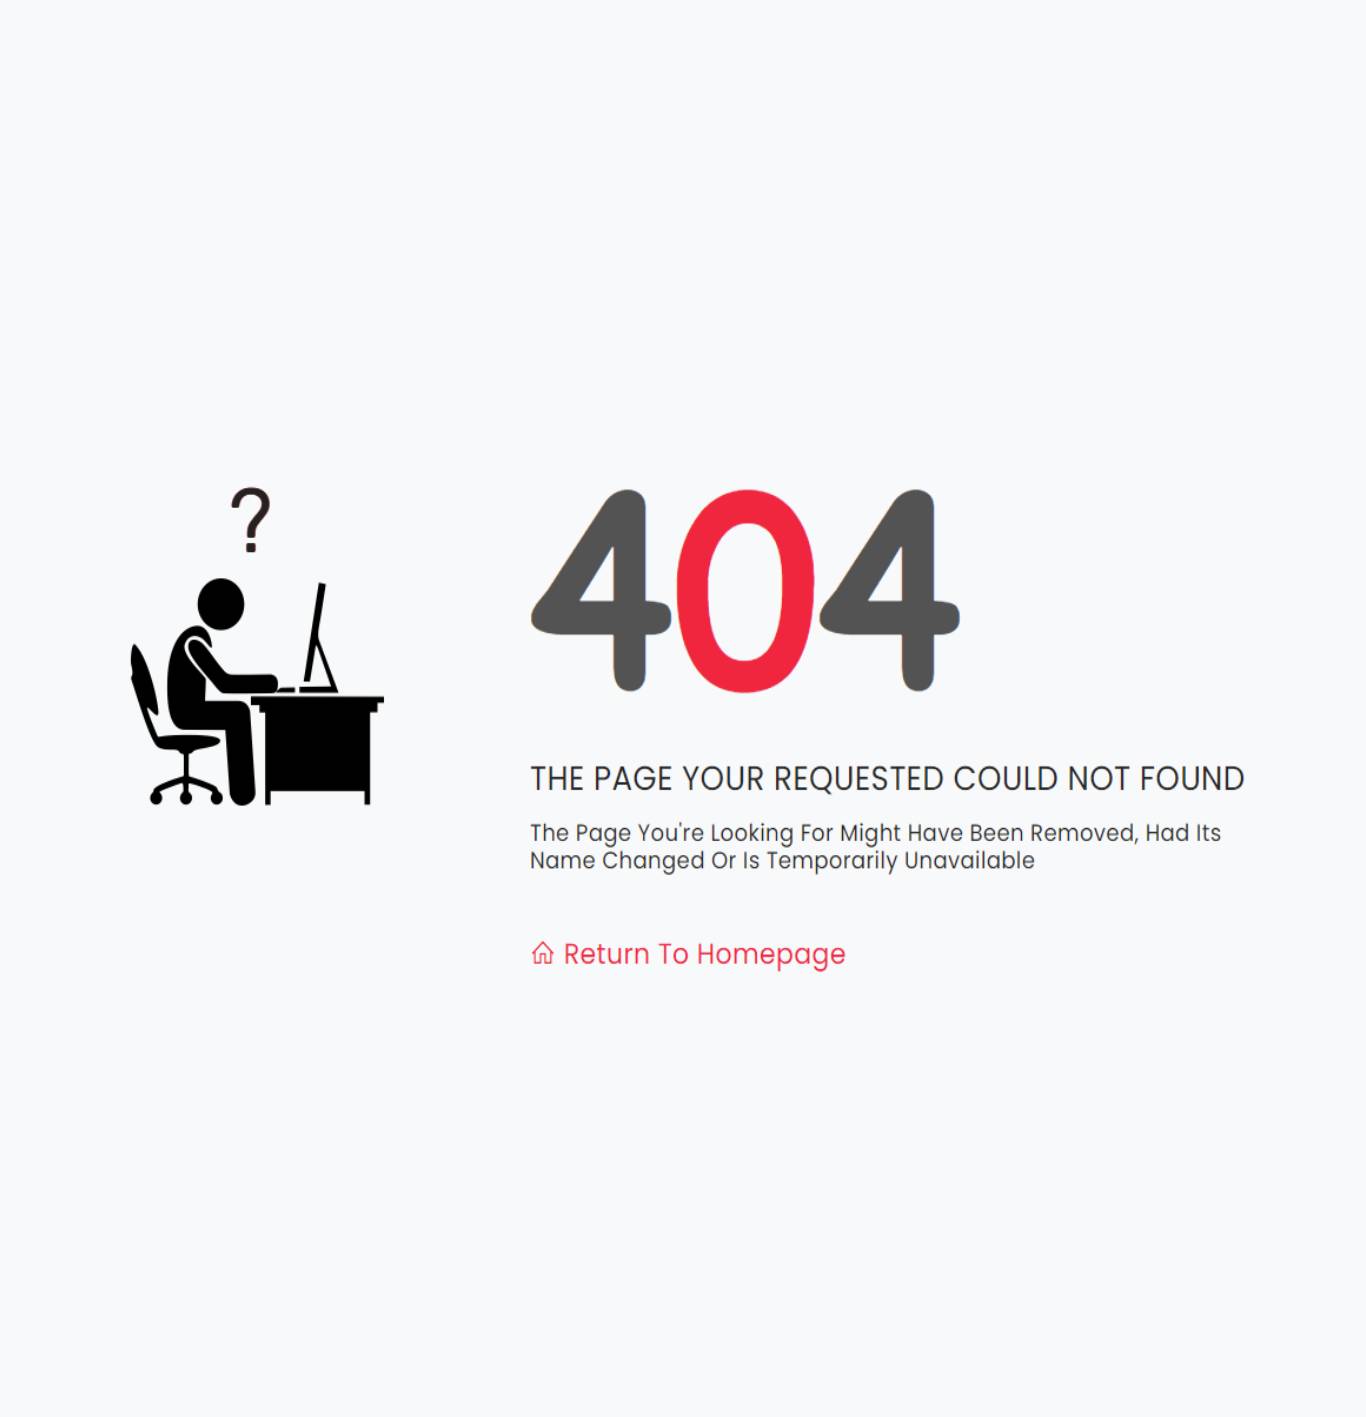 ?
404
THE PAGE YOUR REQUESTED COULD NOT FOUND
The Page You're Looking For Might Have Been Removed, Had Its
Name Changed Or Is Temporarily Unavailable
Return To Homepage